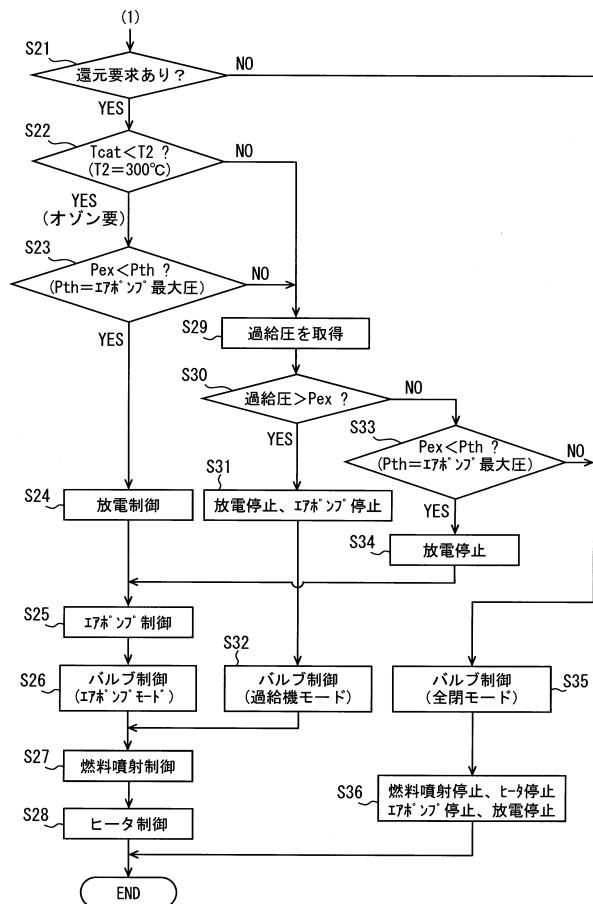 (1)
S21
還元要求あり？
NO
YES
S22
Tcat＜T2 ?
(T2＝300℃)
NO
YES
(オゾン要)
S23
Pex＜Pth ?
(Pth＝ｴｱﾎﾟﾝﾌﾟ最大圧)
NO
YES
S29
過給圧を取得
S30
過給圧＞Pex ?
NO
YES
S33
Pex＜Pth ?
(Pth＝ｴｱﾎﾟﾝﾌﾟ最大圧)
NO
YES
S24
放電制御
S31
放電停止、ｴｱﾎﾟﾝﾌﾟ停止
S34
放電停止
S25
ｴｱﾎﾟﾝﾌﾟ制御
S26
バルブ制御
(ｴｱﾎﾟﾝﾌﾟﾓｰﾄﾞ)
S32
バルブ制御
(過給機モード)
S35
バルブ制御
(全閉モード)
S27
燃料噴射制御
S28
ヒータ制御
S36
燃料噴射停止、ﾋｰﾀ停止
ｴｱﾎﾟﾝﾌﾟ停止、放電停止
END